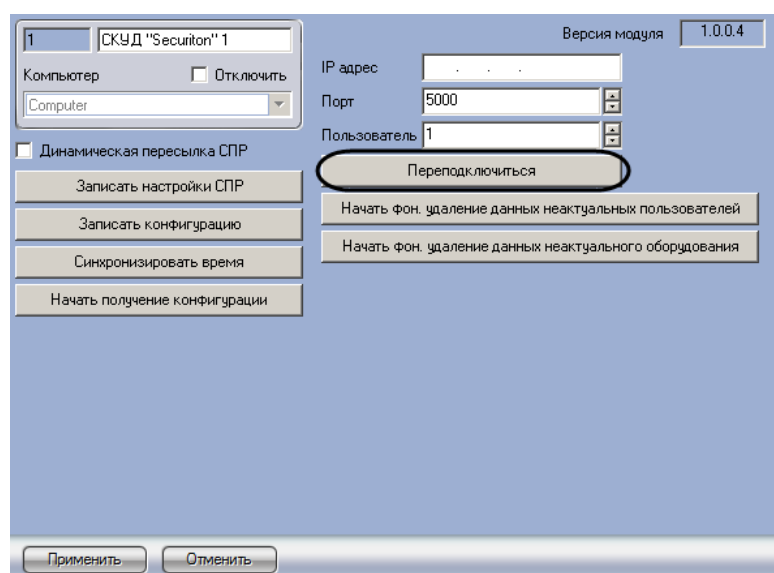 1 СКУД "Securiton" 1
Компьютер Отключить
Computer
Динамическая пересылка СПР
Записать настройки СПР
Записать конфигурацию
Синхронизировать время
Начать получение конфигурации
Версия модуля 1.0.0.4
IP адрес . . .
Порт 5000
Пользователь 1
Переподключиться
Начать фон. удаление данных неактуальных пользователей
Начать фон. удаление данных неактуального оборудования
Применить Отменить